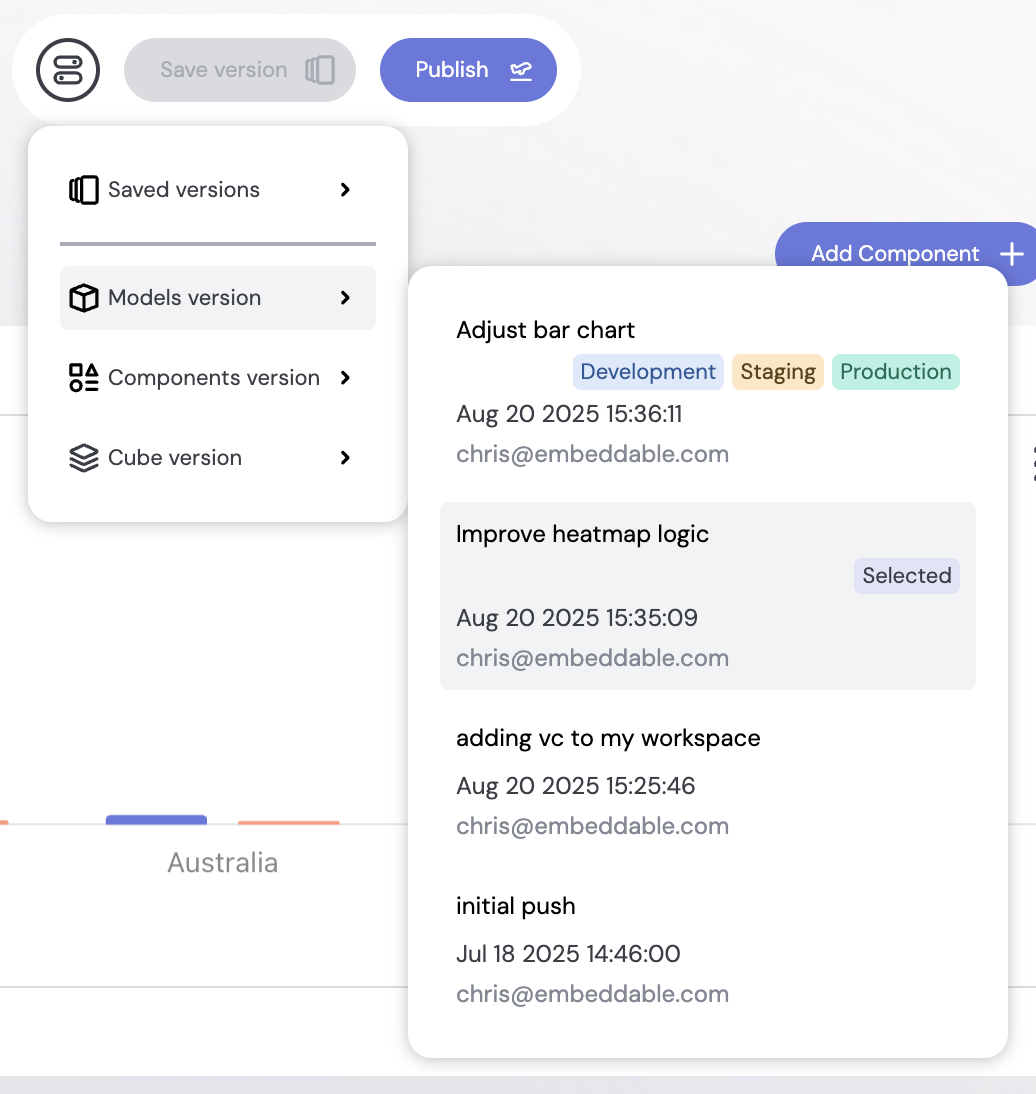 Save version
Publish
Saved versions
Add Component
Models version
Components version
Cube version
Adjust bar chart
Development Staging Production
Aug 20 2025 15:36:11
chris@embeddable.com
Improve heatmap logic
Selected
Aug 20 2025 15:35:09
chris@embeddable.com
adding vc to my workspace
Aug 20 2025 15:25:46
chris@embeddable.com
initial push
Jul 18 2025 14:46:00
chris@embeddable.com
Australia